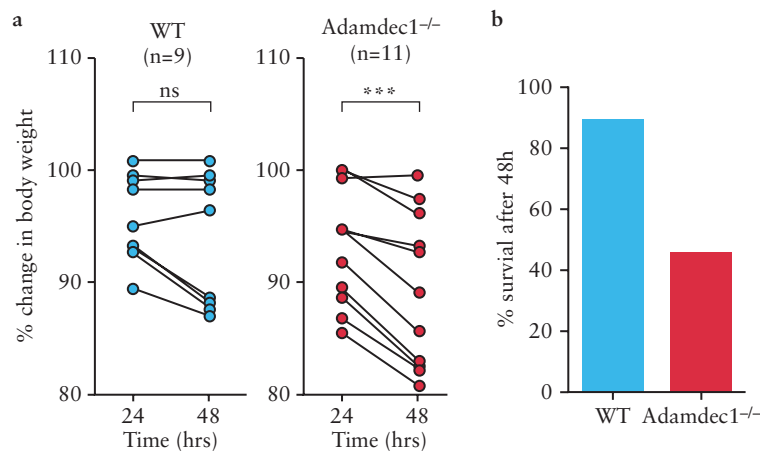 a
WT
(n=9)
Adamdec1–/–
(n=11)
b
% change in body weight
110
100
90
80
ns
24 48
Time (hrs)
110
100
90
80
***
24 48
Time (hrs)
% survial after 48h
100
80
60
40
20
0
WT Adamdec1–/–